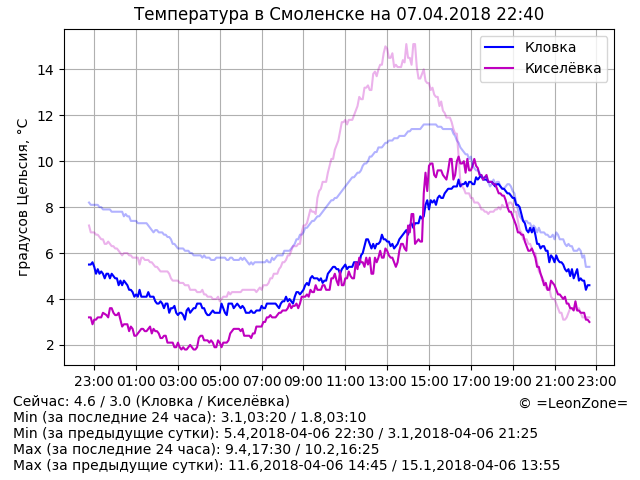 Температура в Смоленске на 07.04.2018 22:40
Кловка
Киселёвка
градусов Цельсия, °C
14
12
10
8
6
4
2
23:00 01:00 03:00 05:00 07:00 09:00 11:00 13:00 15:00 17:00 19:00 21:00 23:00
Сейчас: 4.6 / 3.0 (Кловка / Киселёвка)
© =LeonZone=
Min (за последние 24 часа): 3.1,03:20 / 1.8,03:10
Min (за предыдущие сутки): 5.4,2018-04-06 22:30 / 3.1,2018-04-06 21:25
Max (за последние 24 часа): 9.4,17:30 / 10.2,16:25
Max (за предыдущие сутки): 11.6,2018-04-06 14:45 / 15.1,2018-04-06 13:55